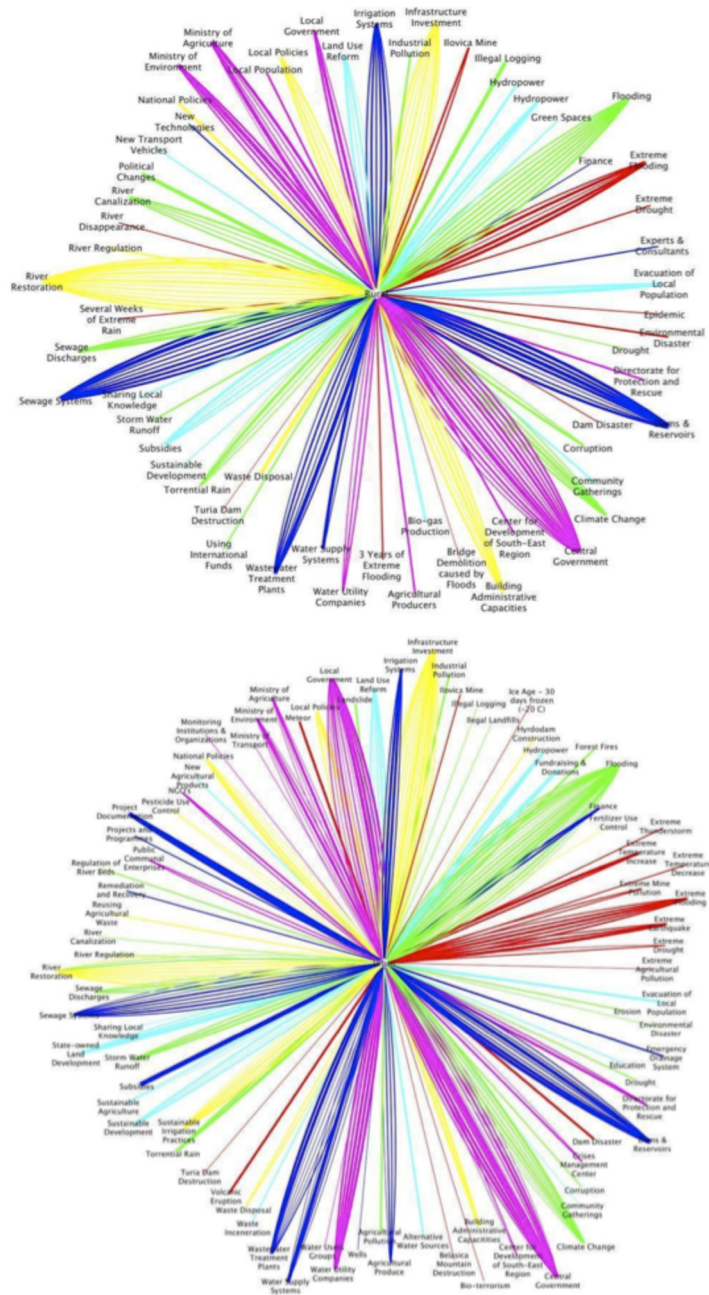 Irrigation
Systems
Infrastructure
Investment
Local
Government
Ministry of
Agriculture
Ministry of
Environment
Local Policies
Land Use
Reform
Industrial
Pollution
Ilovica Mine
Illegal Logging
Local Population
Hydropower
Hydropower
Flooding
National Policies
New
Technologies
Green Spaces
New Transport
Vehicles
Finance
Extreme
Flooding
Political
Changes
River
Canalization
Extreme
Drought
River
Disappearance
River Regulation
Experts &
Consultants
River
Restoration
Evacuation of
Local
Population
Several Weeks
of Extreme
Rain
Epidemic
Environmental
Disaster
Sewage
Discharges
Drought
Directorate for
Protection and
Rescue
Sewage Systems
Sharing Local
Knowledge
Storm Water
Runoff
Dam Disaster
& 
Reservoirs
Subsidies
Corruption
Sustainable
Development
Waste Disposal
Community
Gatherings
Torrential Rain
Turia Dam
Destruction
Climate Change
Using
International
Funds
Bio-gas
Production
Center for
Development
of South-East
Region
Central
Government
Water Supply
Systems
Wastewater
Treatment
Plants
3 Years of
Extreme
Flooding
Bridge
Demolition
caused by
Floods
Water Utility
Companies
Agricultural
Producers
Building
Administrative
Capacities
Infrastructure
Investment
Irrigation
Systems
Industrial
Pollution
Local
Government
Land Use
Reform
Ministry of
Agriculture
Landslide
Ilovica Mine
Ice Age - 30
days frozen
(-20 C)
Illegal Logging
Ministry of
Environment
Local Policies
Meteor
Ilegal Landfills
Monitoring
Institutions &
Organizations
Ministry of
Transport
Hyrdodam
Construction
Hydropower
Forest Fires
National Policies
Fundraising &
Donations
Flooding
New
Agricultural
Products
NGO's
Pesticide Use
Control
Project
Documentation
Finance
Fertilizer Use
Control
Extreme
Thunderstorm
Projects and
Programmes
Extreme
Temperature
Increase
Public
Communal
Enterprises
Extreme
Temperature
Decrease
Regulation of
River Beds
Remediation
and Recovery
Extreme Mine
Pollution
Extreme
Flooding
Reusing
Agricultural
Waste
Extreme
Earthquake
River
Canalization
Extreme
Drought
River Regulation
River
Restoration
Extreme
Agricultural
Pollution
Sewage
Discharges
Evacuation of
Local
Population
Sewage Systems
Erosion
Sharing Local
Knowledge
Environmental
Disaster
State-owned
Land
Development
Storm Water
Runoff
Emergency
Drainage
System
Education
Subsidies
Drought
Sustainable
Agriculture
Directorate for
Protection and
Rescue
Sustainable
Development
Sustainable
Irrigation
Practices
Dam Disaster
& 
Reservoirs
Torrential Rain
Crises
Management
Center
Turia Dam
Destruction
Corruption
Volcanic
Eruption
Community
Gatherings
Waste Disposal
Waste
Inceneration
Building
Administrative
Capacitities
Climate Change
Wastewater
Treatment
Plants
Water Users
Groups
Wells
Agricultural
Pollution
Alternative
Water Sources
Center for
Development
of South-East
Region
Water Supply
Systems
Water Utility
Companies
Agricultural
Produce
Belasica
Mountain
Destruction
Bio-terrorism
Central
Government